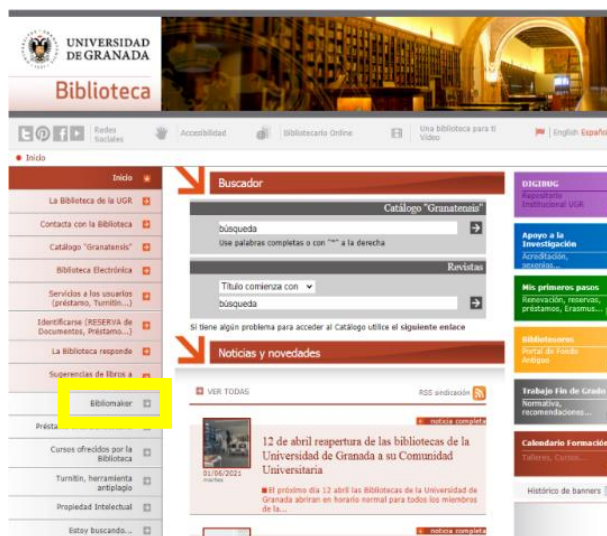 UNIVERSIDAD
DE GRANADA
Biblioteca
Redes
Sociales
Accesibilidad
Bibliotecario Online
Una biblioteca para ti
Vídeo
English Español
Inicio
Inicio
La Biblioteca de la UGR
Contacta con la Biblioteca
Catálogo "Granatensis"
Biblioteca Electrónica
Servicios a los usuarios
(préstamo, Turnitin...)
Identificarse (RESERVA de
Documentos, Préstamo...)
La Biblioteca responde
Sugerencias de libros a
Bibliomaker
Cursos ofrecidos por la
Biblioteca
Turnitin, herramienta
antiplagio
Propiedad Intelectual
Estoy buscando...
Buscador
Catálogo "Granatensis"
búsqueda
Use palabras completas o con "*" a la derecha
Revistas
Título comienza con
búsqueda
Si tiene algún problema para acceder al Catálogo utilice el siguiente enlace
Noticias y novedades
VER TODAS
RSS sindicación
noticia completa
01/06/2021
martes
12 de abril reapertura de las bibliotecas de la
Universidad de Granada a su Comunidad
Universitaria
El próximo día 12 abril las Bibliotecas de la Universidad de
Granada abriran en horario normal para todos los miembros
de la...
noticia completa
DIGIBUG
Repositorio
Institucional UGR
Apoyo a la
Investigación
Acreditación,
sexenios...
Mis primeros pasos
Renovación, reservas,
préstamos, Erasmus...
Bibliotesoros
Portal de Fondo
Antiguo
Trabajo Fin de Grado
Normativa,
recomendaciones...
Calendario Formación
Talleres, Cursos...
Histórico de banners